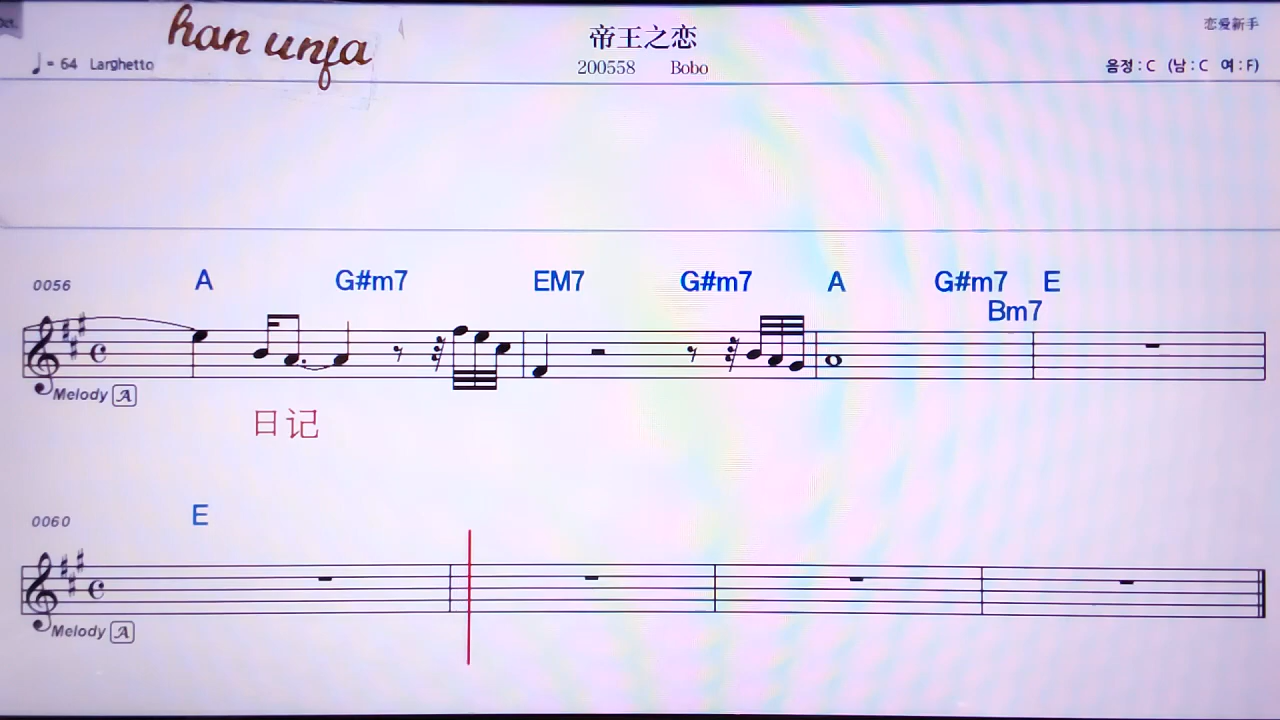 han unfa
帝王之恋
恋爱新手
♩= 64 Larghetto
200558 Bobo
음정 : C (남 : C 여 : F)
0056 A G#m7 EM7 G#m7 A G#m7 E
Bm7
Melody A
日记
0060 E
Melody A